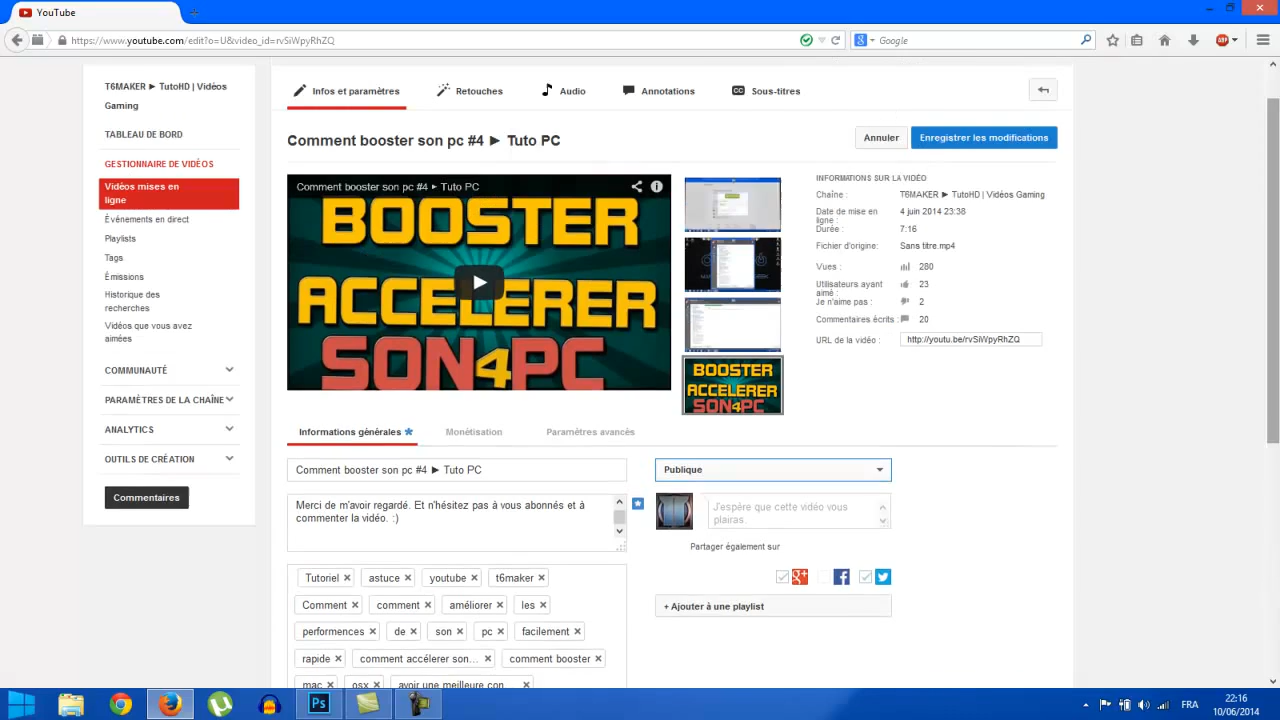 YouTube
https://www.youtube.com/edit?o=U&video_id=rvSiWpyRhZQ
Google
T6MAKER ► TutoHD | Vidéos
Gaming
TABLEAU DE BORD
GESTIONNAIRE DE VIDÉOS
Vidéos mises en
ligne
Événements en direct
Playlists
Tags
Émissions
Historique des
recherches
Vidéos que vous avez
aimées
COMMUNAUTÉ
PARAMÈTRES DE LA CHAÎNE
ANALYTICS
OUTILS DE CRÉATION
Commentaires
Infos et paramètres
Retouches
Audio
Annotations
Sous-titres
Comment booster son pc #4 ► Tuto PC
Annuler
Enregistrer les modifications
Comment booster son pc #4 ► Tuto PC
BOOSTER
ACCELERER
SON4PC
BOOSTER
ACCELERER
SON4PC
INFORMATIONS SUR LA VIDÉO
Chaîne : T6MAKER ► TutoHD | Vidéos Gaming
Date de mise en
ligne : 4 juin 2014 23:38
Durée : 7:16
Fichier d'origine: Sans titre.mp4
Vues : 280
Utilisateurs ayant
aimé : 23
Je n'aime pas : 2
Commentaires écrits : 20
URL de la vidéo : http://youtu.be/rvSiWpyRhZQ
Informations générales
Monétisation
Paramètres avancés
Comment booster son pc #4 ► Tuto PC
Merci de m'avoir regardé. Et n'hésitez pas à vous abonnés et à
commenter la vidéo. :)
Tutoriel × astuce × youtube × t6maker ×
Comment × comment × améliorer × les ×
performences × de × son × pc × facilement ×
rapide × comment accélerer son... × comment booster ×
mac × osx × avoir une meilleure con... ×
Publique
J'espére que cette vidéo vous
plairas.
Partager également sur
+ Ajouter à une playlist
Ps
FRA
22:16
10/06/2014